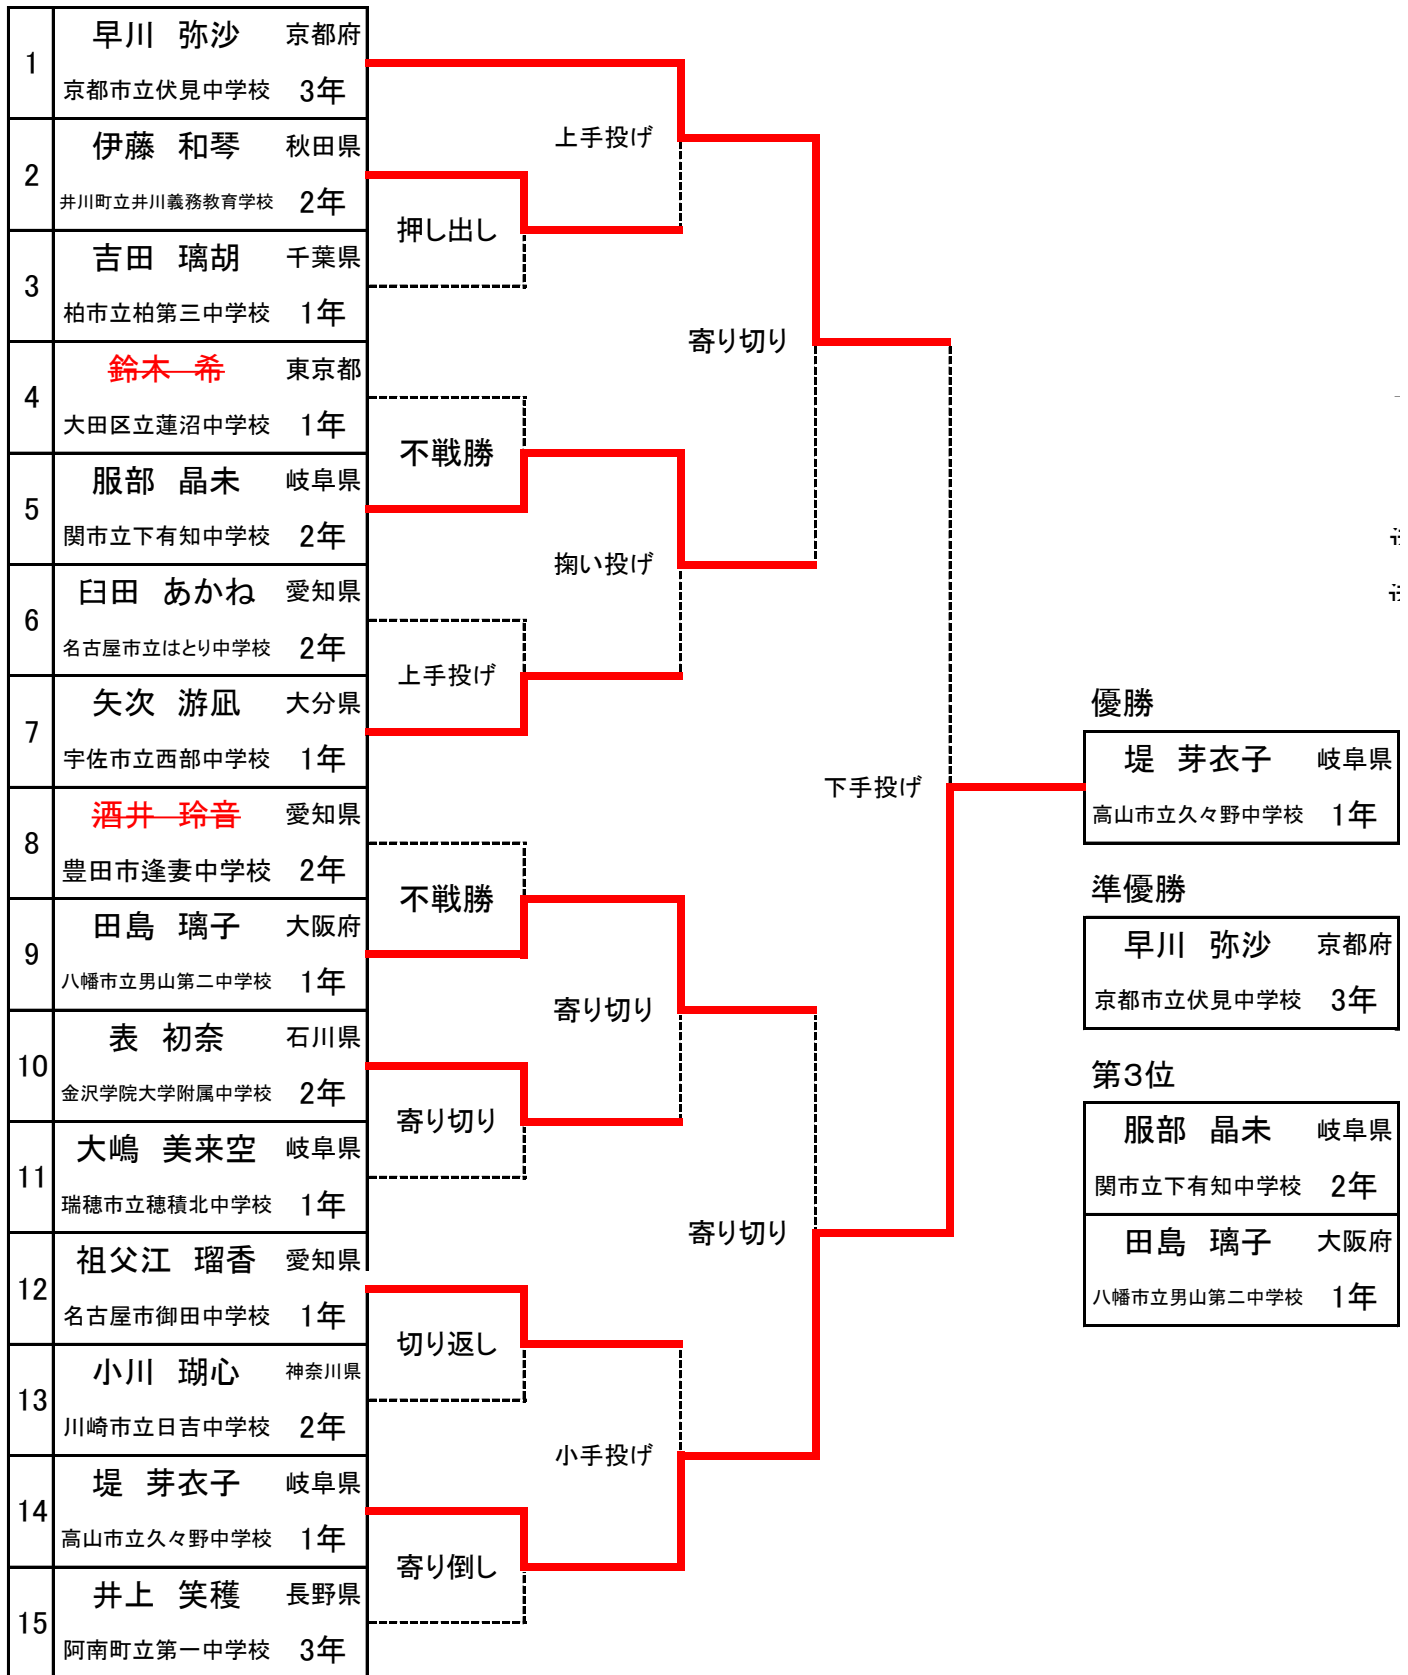 1 早川 弥沙 京都府
京都市立伏見中学校 3年
2 伊藤 和琴 秋田県
井川町立井川義務教育学校 2年
3 吉田 璃胡 千葉県
柏市立柏第三中学校 1年
4 鈴木 希 東京都
大田区立蓮沼中学校 1年
5 服部 晶未 岐阜県
関市立下有知中学校 2年
6 臼田 あかね 愛知県
名古屋市立はとり中学校 2年
7 矢次 游凪 大分県
宇佐市立西部中学校 1年
8 酒井 玲音 愛知県
豊田市逢妻中学校 2年
9 田島 璃子 大阪府
八幡市立男山第二中学校 1年
10 表 初奈 石川県
金沢学院大学附属中学校 2年
11 大嶋 美来空 岐阜県
瑞穂市立穂積北中学校 1年
12 祖父江 瑠香 愛知県
名古屋市御田中学校 1年
13 小川 瑚心 神奈川県
川崎市立日吉中学校 2年
14 堤 芽衣子 岐阜県
高山市立久々野中学校 1年
15 井上 笑穫 長野県
阿南町立第一中学校 3年
押し出し
不戦勝
上手投げ
不戦勝
寄り切り
切り返し
寄り倒し
上手投げ
掬い投げ
寄り切り
小手投げ
寄り切り
寄り切り
下手投げ
優勝
堤 芽衣子 岐阜県
高山市立久々野中学校 1年
準優勝
早川 弥沙 京都府
京都市立伏見中学校 3年
第3位
服部 晶未 岐阜県
関市立下有知中学校 2年
田島 璃子 大阪府
八幡市立男山第二中学校 1年